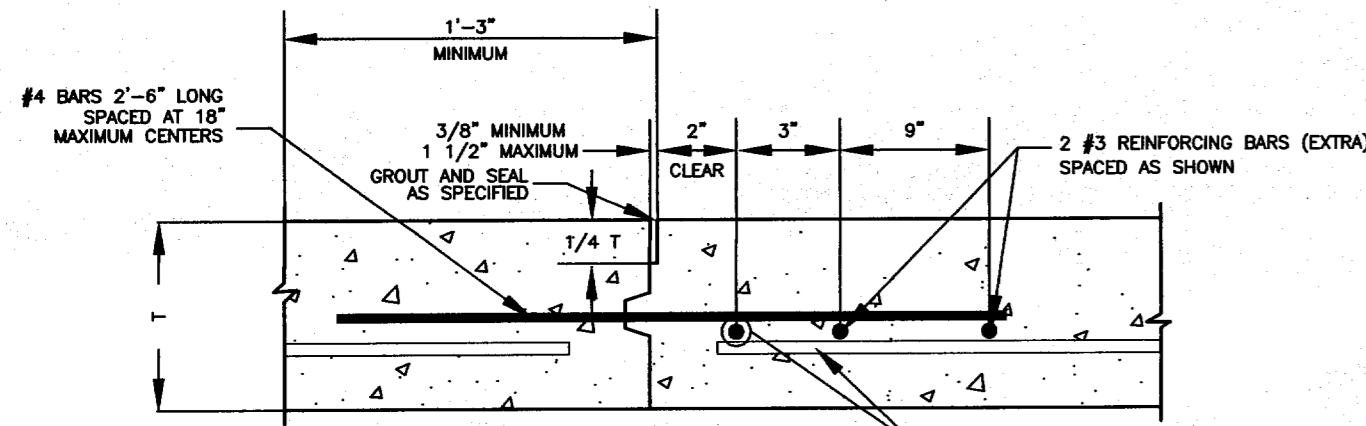 1'-3"
MINIMUM
#4 BARS 2'-6" LONG
SPACED AT 18"
MAXIMUM CENTERS
3/8" MINIMUM
1 1/2" MAXIMUM
GROUT AND SEAL
AS SPECIFIED
2"
CLEAR
3"
9"
2 #3 REINFORCING BARS (EXTRA)
SPACED AS SHOWN
1/4 T
T